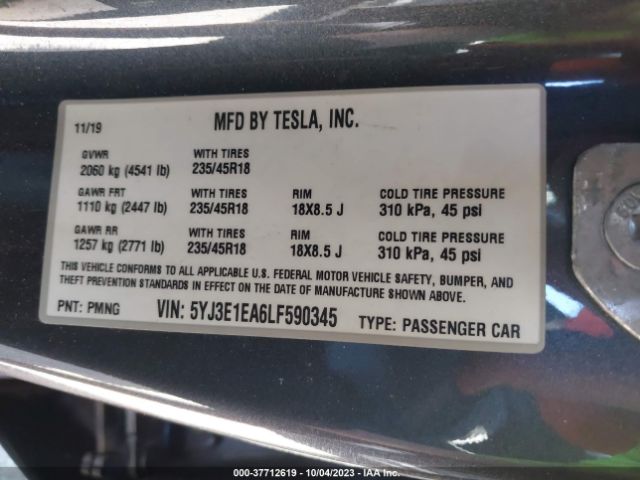 11/19 MFD BY TESLA, INC.
GVWR WITH TIRES
2060 kg (4541 lb) 235/45R18
GAWR FRT WITH TIRES RIM COLD TIRE PRESSURE
1110 kg (2447 lb) 235/45R18 18X8.5 J 310 kPa, 45 psi
GAWR RR WITH TIRES RIM COLD TIRE PRESSURE
1257 kg (2771 lb) 235/45R18 18X8.5 J 310 kPa, 45 psi
THIS VEHICLE CONFORMS TO ALL APPLICABLE U.S. FEDERAL MOTOR VEHICLE SAFETY, BUMPER, AND
THEFT PREVENTION STANDARDS IN EFFECT ON THE DATE OF MANUFACTURE SHOWN ABOVE.
PNT: PMNG VIN: 5YJ3E1EA6LF590345 TYPE: PASSENGER CAR
000-37712619 - 10/04/2023 - IAA Inc.